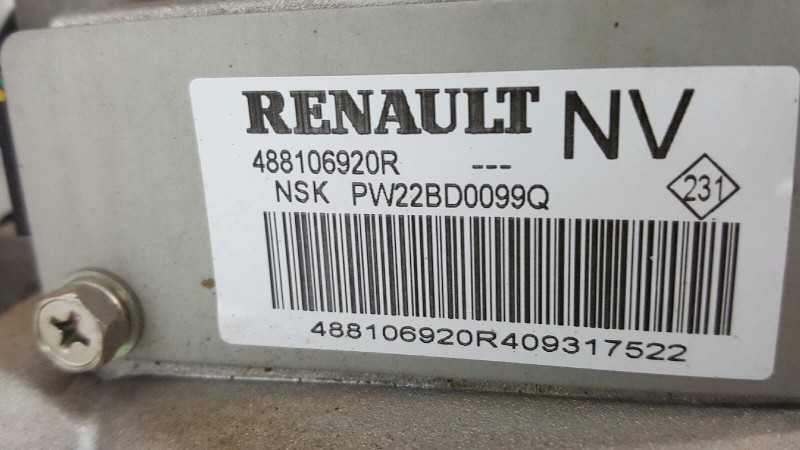 RENAULT NV
488106920R ---
NSK PW22BD0099Q
231
488106920R409317522